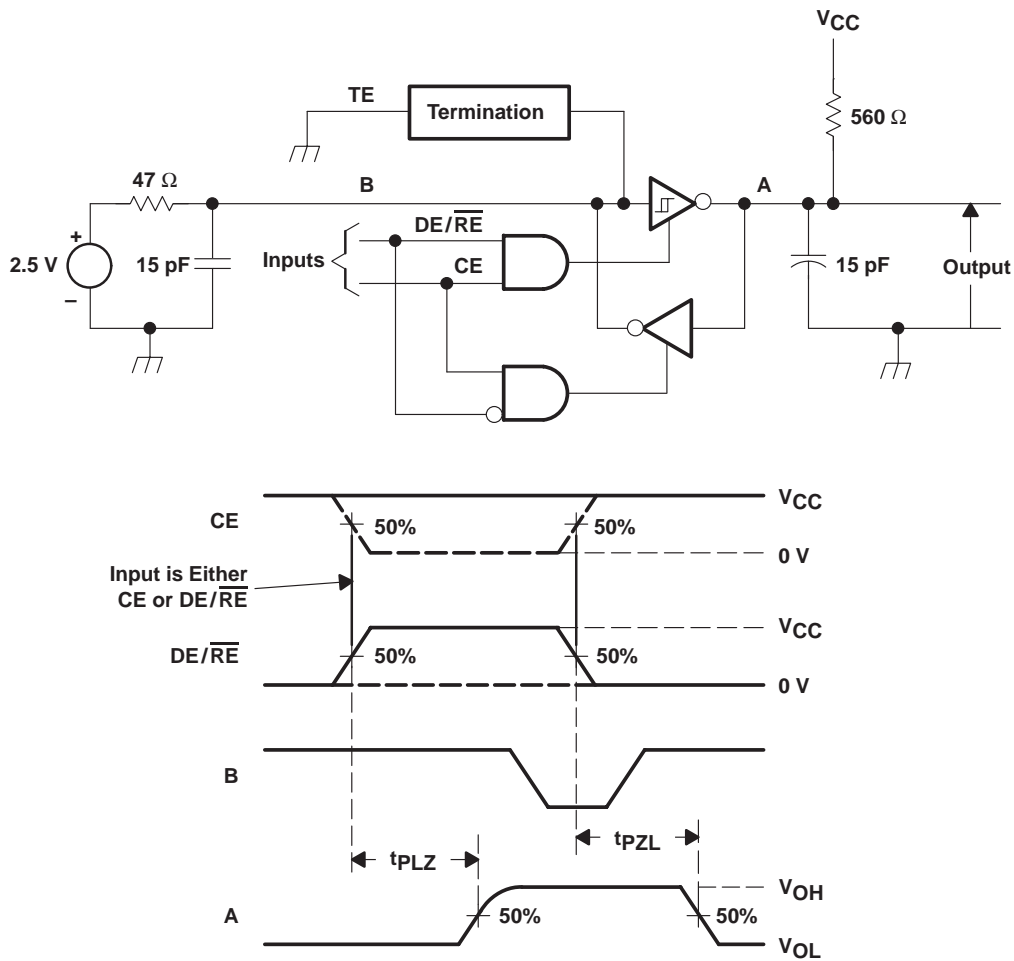 VCC
TE
Termination
560 Ω
47 Ω
B
A
+
2.5 V
−
15 pF
Inputs
DE/RE
CE
15 pF
Output
CE
50%
50%
VCC
0 V
Input is Either
CE or DE/RE
VCC
DE/RE
50%
50%
0 V
B
tPLZ
tPZL
A
50%
50%
VOH
VOL